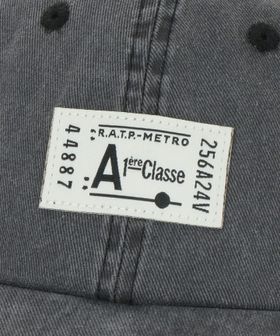 R.A.T.P.-METRO
A 1ère Classe
44887
256A24V